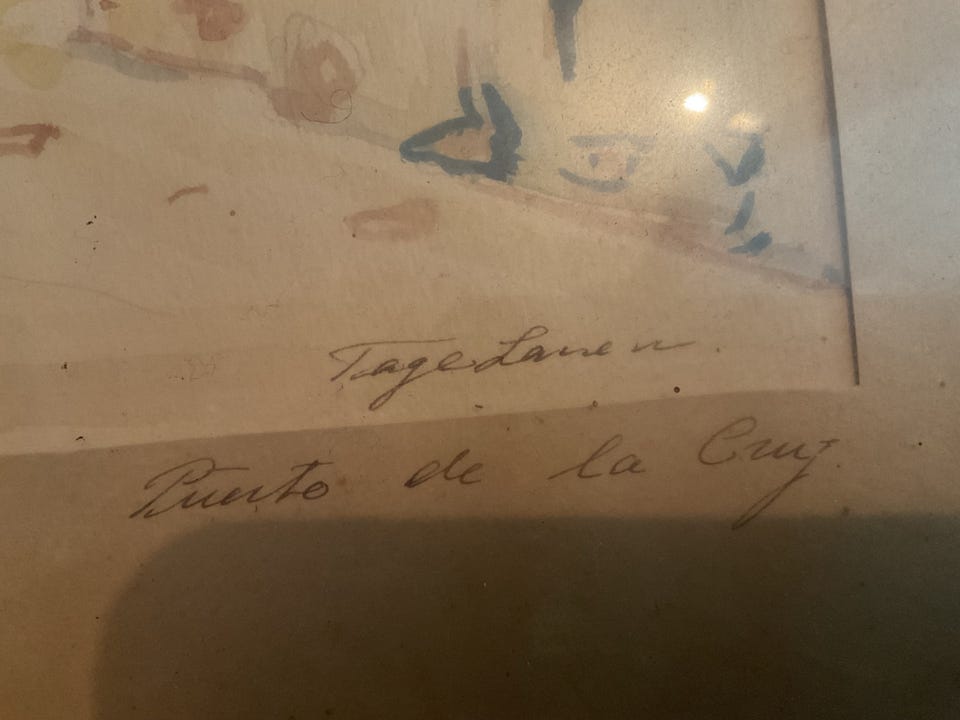 Tage Larsen.
Puerto de la Cruz.